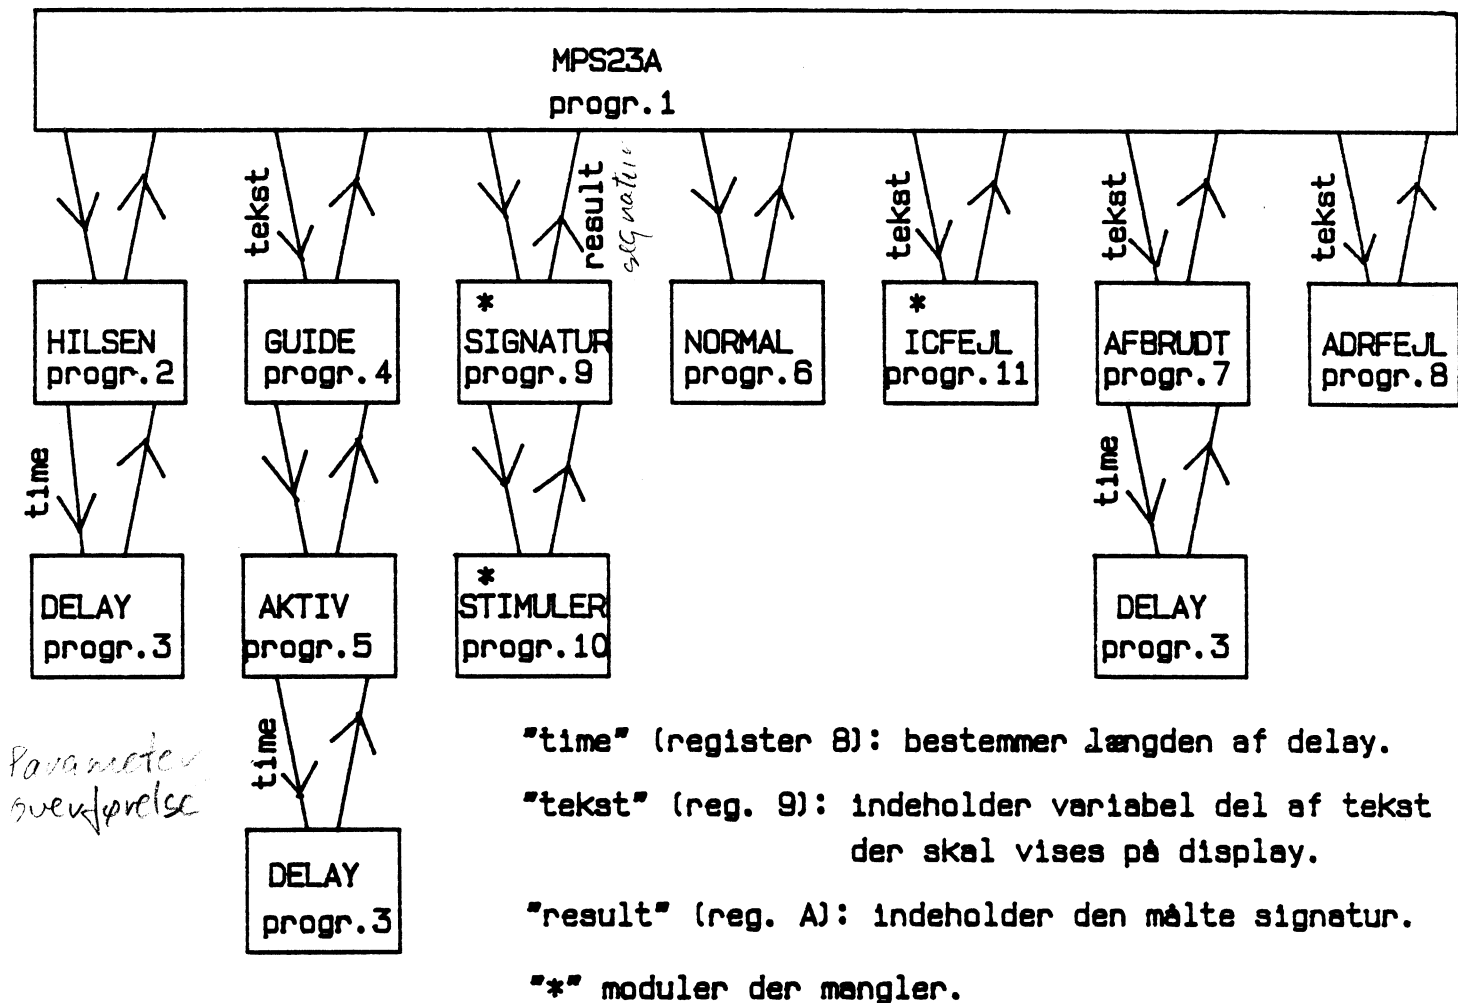 MPS23A
progr.1
tekst
result
signatur
tekst
tekst
tekst
*
*
HILSEN
progr.2
GUIDE
progr.4
SIGNATUR
progr.9
NORMAL
progr.6
ICFEJL
progr.11
AFBRUDT
progr.7
ADRFEJL
progr.8
time
time
DELAY
progr.3
AKTIV
progr.5
*
STIMULER
progr.10
DELAY
progr.3
time
Parameter
overførelse
DELAY
progr.3
"time" (register 8): bestemmer længden af delay.
"tekst" (reg. 9): indeholder variabel del af tekst
der skal vises på display.
"result" (reg. A): indeholder den målte signatur.
"*" moduler der mangler.